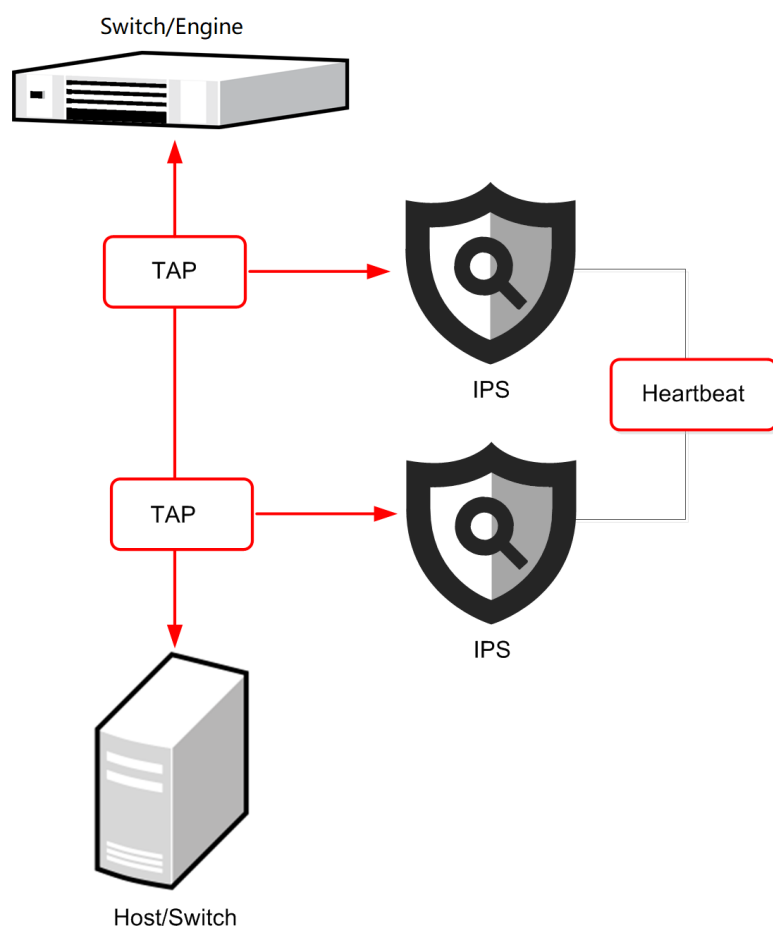 Switch/Engine
TAP
IPS
Heartbeat
TAP
IPS
Host/Switch